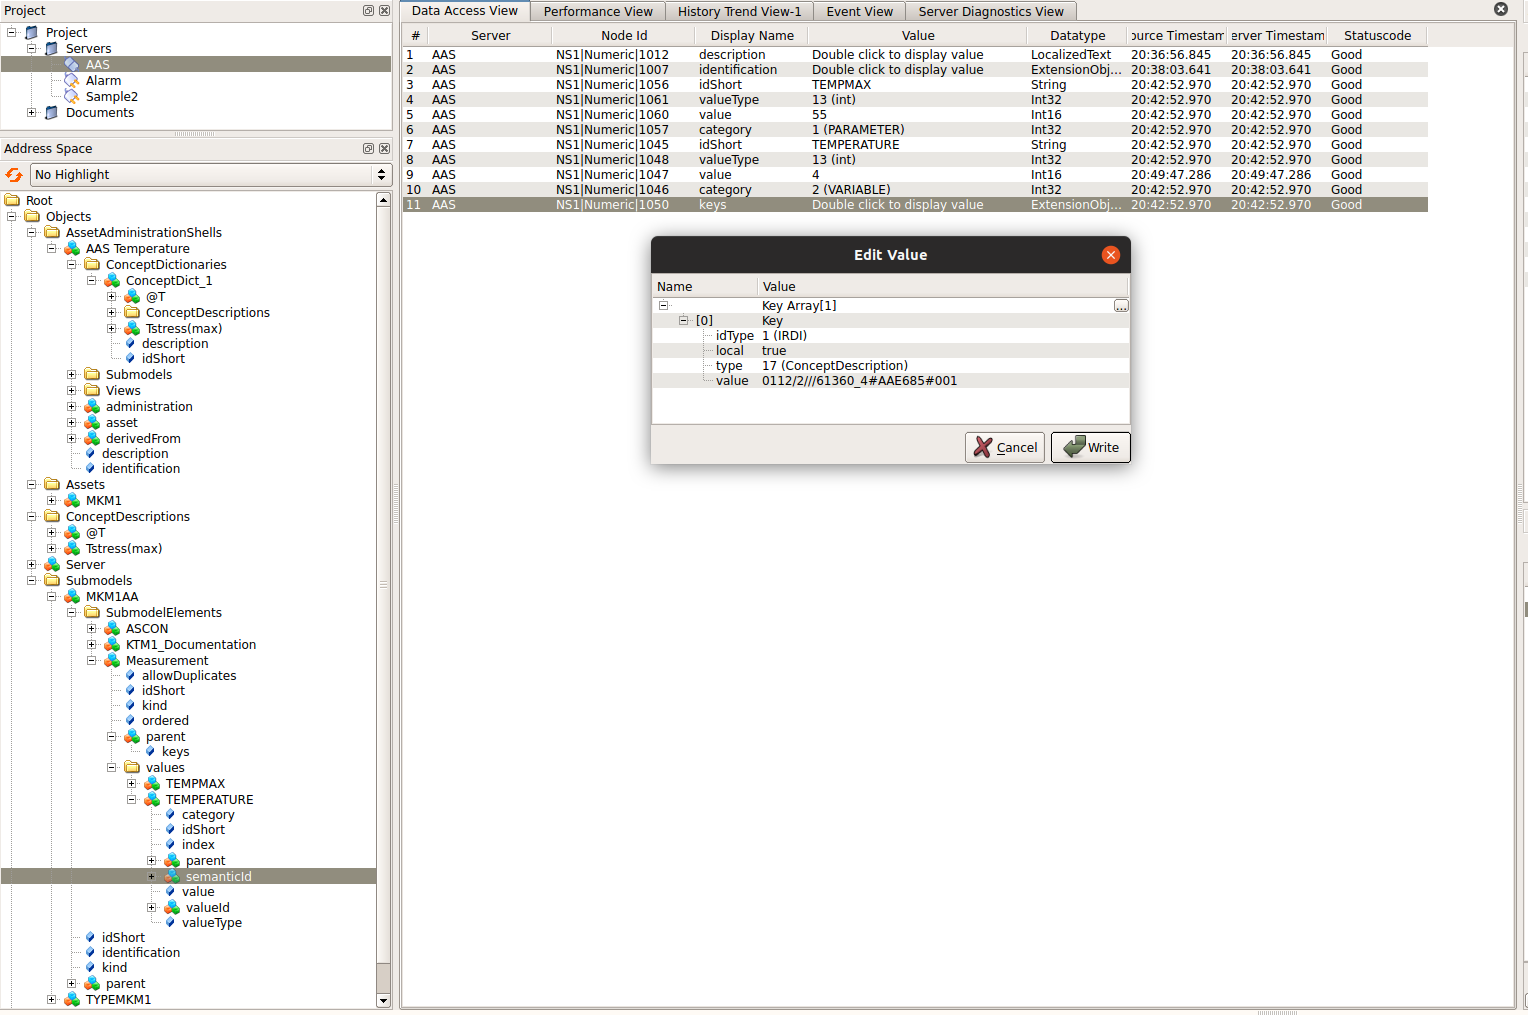 Project
Project
Servers
AAS
Alarm
Sample2
Documents
Address Space
No Highlight
Root
Objects
AssetAdministrationShells
AAS Temperature
ConceptDictionaries
ConceptDict_1
@T
ConceptDescriptions
Tstress(max)
description
idShort
Submodels
Views
administration
asset
derivedFrom
description
identification
Assets
MKM1
ConceptDescriptions
@T
Tstress(max)
Server
Submodels
MKM1AA
SubmodelElements
ASCON
KTM1_Documentation
Measurement
allowDuplicates
idShort
kind
ordered
parent
keys
values
TEMPMAX
TEMPERATURE
category
idShort
index
parent
semanticId
value
valueId
valueType
idShort
identification
kind
parent
TYPEMKM1
Data Access View Performance View History Trend View-1 Event View Server Diagnostics View
# Server Node Id Display Name Value Datatype ource Timestam erver Timestam Statuscode
1 AAS NS1|Numeric|1012 description Double click to display value LocalizedText 20:36:56.845 20:36:56.845 Good
2 AAS NS1|Numeric|1007 identification Double click to display value ExtensionObj... 20:38:03.641 20:38:03.641 Good
3 AAS NS1|Numeric|1056 idShort TEMPMAX String 20:42:52.970 20:42:52.970 Good
4 AAS NS1|Numeric|1061 valueType 13 (int) Int32 20:42:52.970 20:42:52.970 Good
5 AAS NS1|Numeric|1060 value 55 Int16 20:42:52.970 20:42:52.970 Good
6 AAS NS1|Numeric|1057 category 1 (PARAMETER) Int32 20:42:52.970 20:42:52.970 Good
7 AAS NS1|Numeric|1045 idShort TEMPERATURE String 20:42:52.970 20:42:52.970 Good
8 AAS NS1|Numeric|1048 valueType 13 (int) Int32 20:42:52.970 20:42:52.970 Good
9 AAS NS1|Numeric|1047 value 4 Int16 20:49:47.286 20:49:47.286 Good
10 AAS NS1|Numeric|1046 category 2 (VARIABLE) Int32 20:42:52.970 20:42:52.970 Good
11 AAS NS1|Numeric|1050 keys Double click to display value ExtensionObj... 20:42:52.970 20:42:52.970 Good
Edit Value
Name Value
Key Array[1] ...
[0] Key
idType 1 (IRDI)
local true
type 17 (ConceptDescription)
value 0112/2///61360_4#AAE685#001
Cancel Write